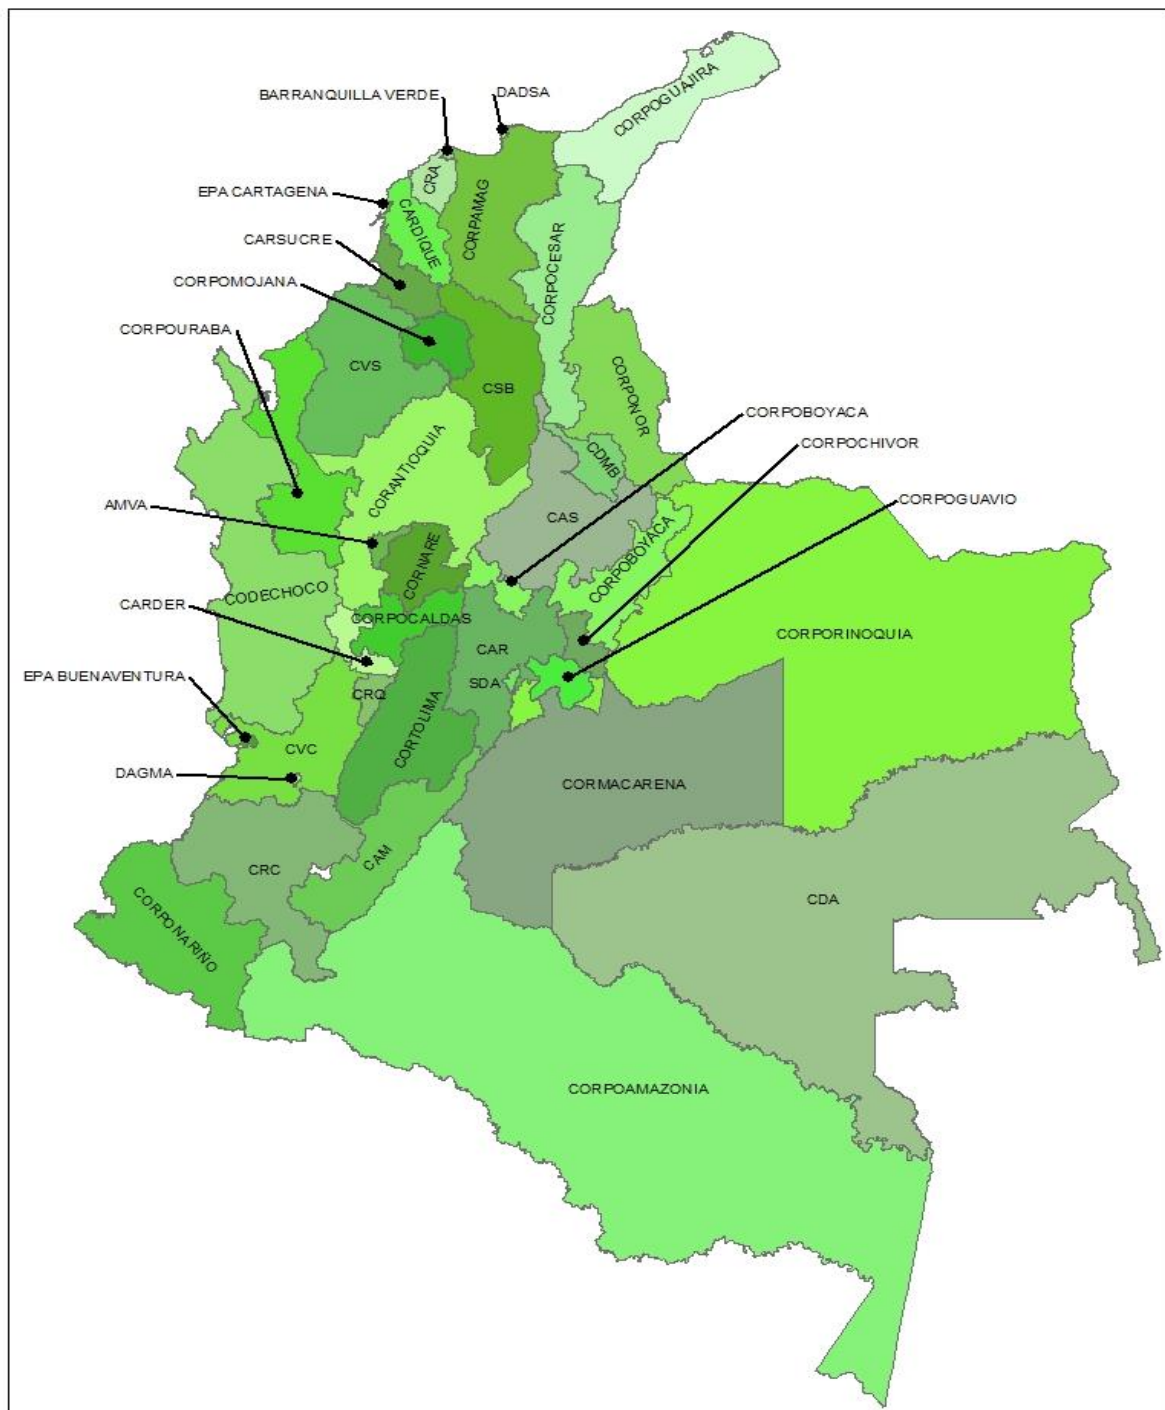 CORPOGUAJIRA
DADSA
BARRANQUILLA VERDE
CRA
EPA CARTAGENA
CARDIQUE
CORPAMAG
CARSUCRE
CORPOCESAR
CORPOMOJANA
CORPOURABA
CVS
CSB
CORPONOR
CORPOBOYACA
CORPOCHIVOR
CDMB
CORANTIOQUIA
CORPOGUAVIO
AMVA
CAS
CORPOBOYACA
CORNARE
CODECHOCO
CARDER
CORPOCALDAS
CORPORINOQUIA
CAR
EPA BUENAVENTURA
SDA
CRQ
CORTOLIMA
CVC
DAGMA
CORMACARENA
CAM
CRC
CDA
CORPONARIÑO
CORPOAMAZONIA